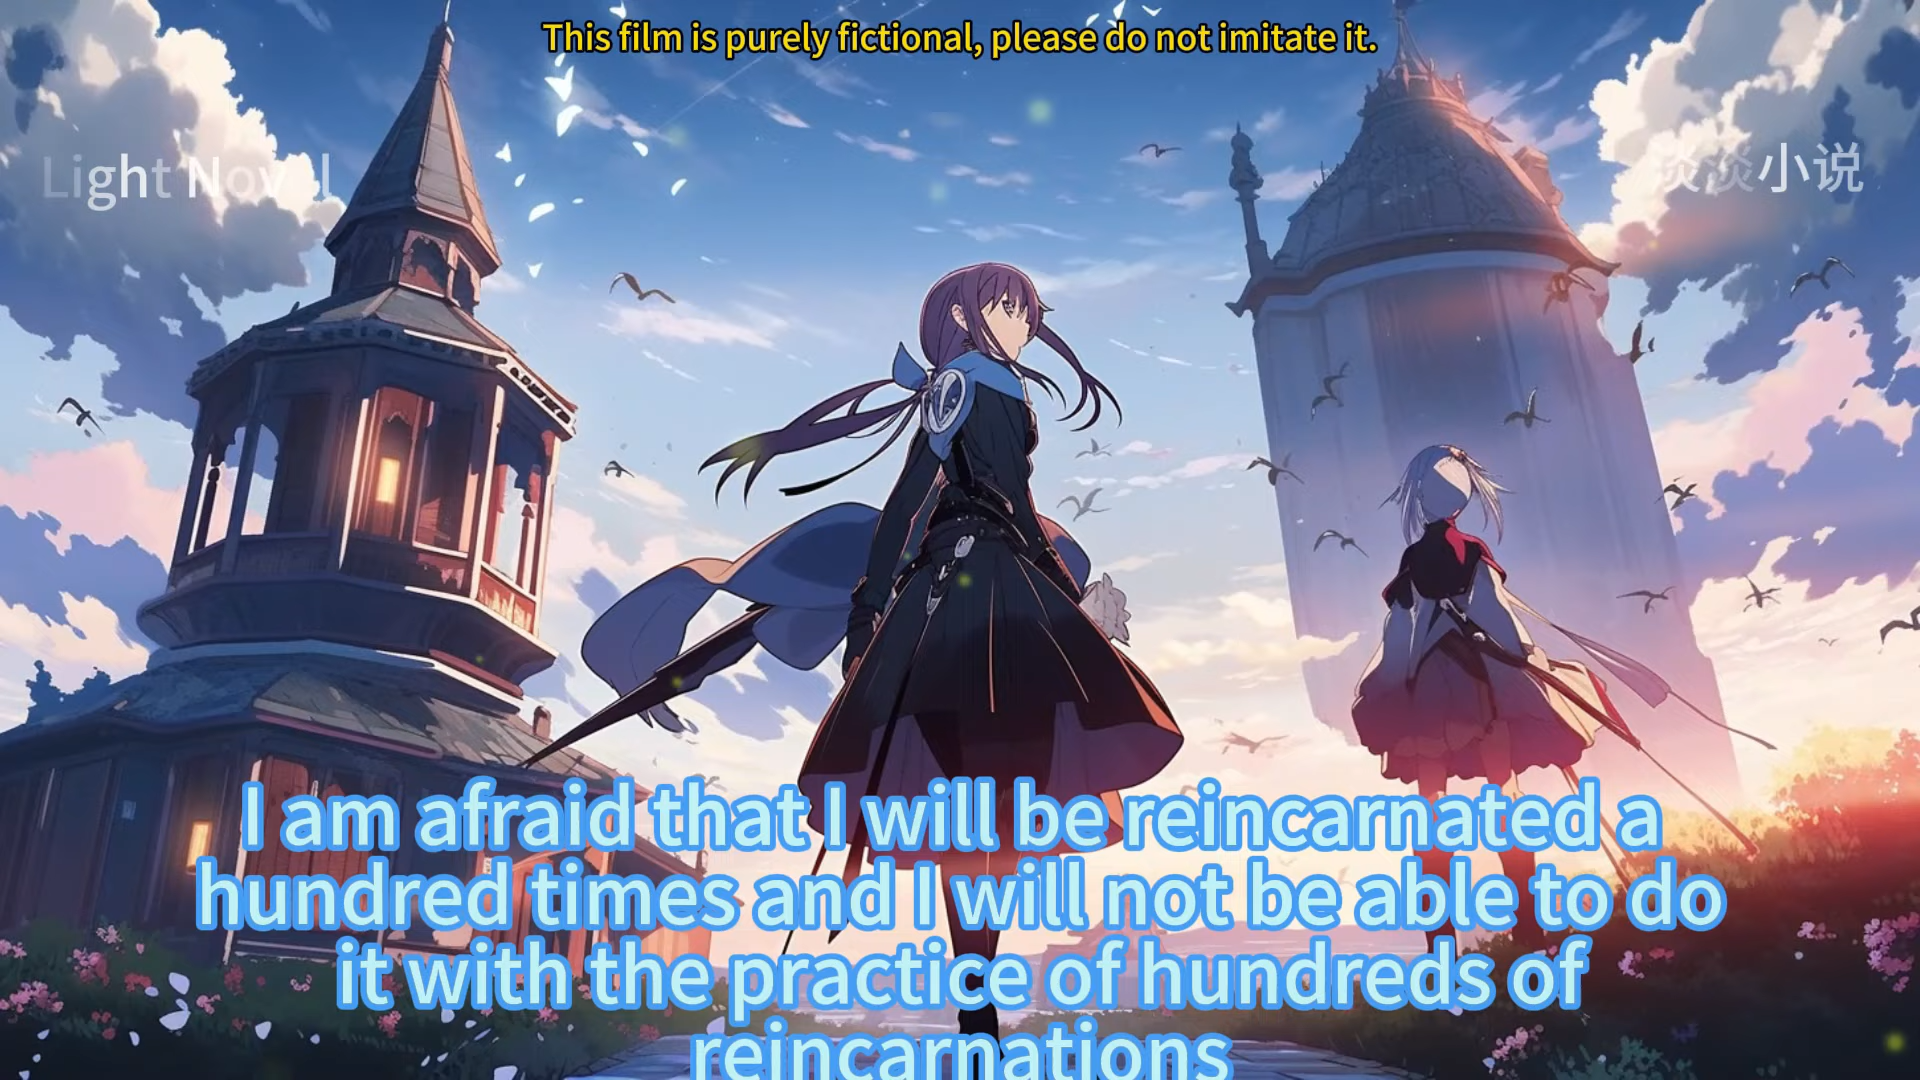 This film is purely fictional, please do not imitate it.
Light Novel
淡淡小说
I am afraid that I will be reincarnated a
hundred times and I will not be able to do
it with the practice of hundreds of
reincarnations